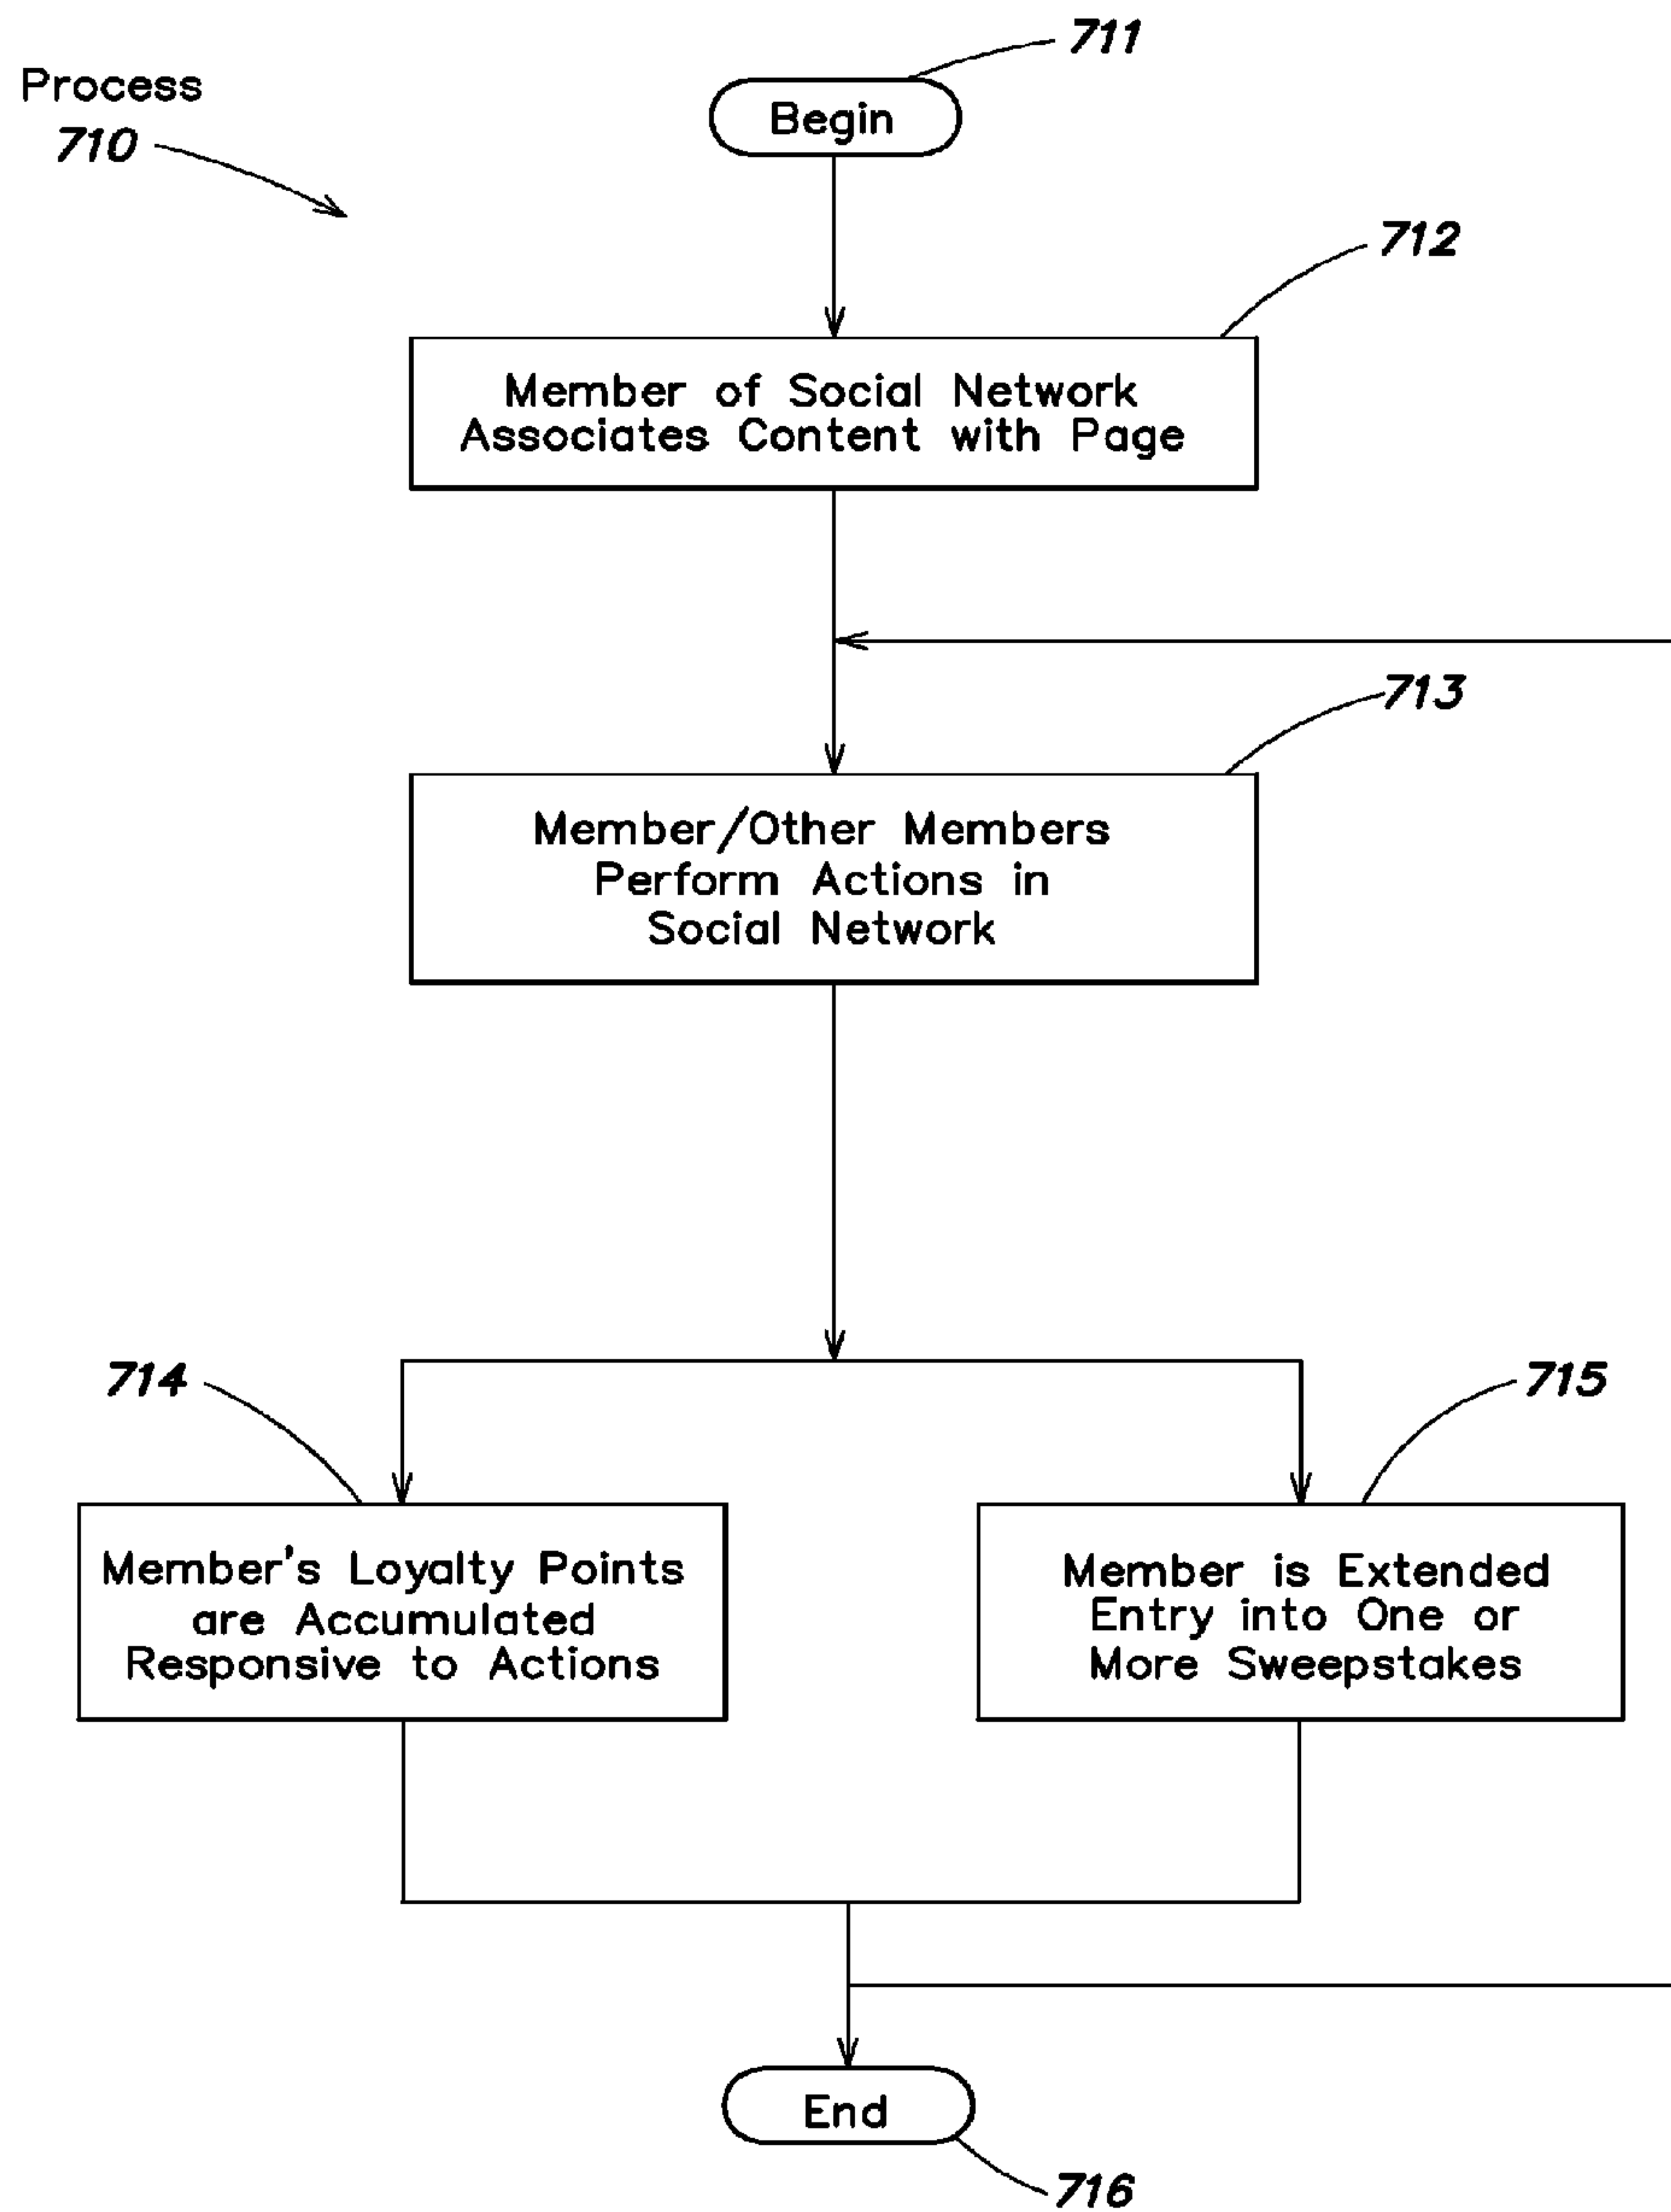 Process
710
711
Begin
712
Member of Social Network
Associates Content with Page
713
Member/Other Members
Perform Actions in
Social Network
714
715
Member's Loyalty Points
are Accumulated
Responsive to Actions
Member is Extended
Entry into One or
More Sweepstakes
End
716